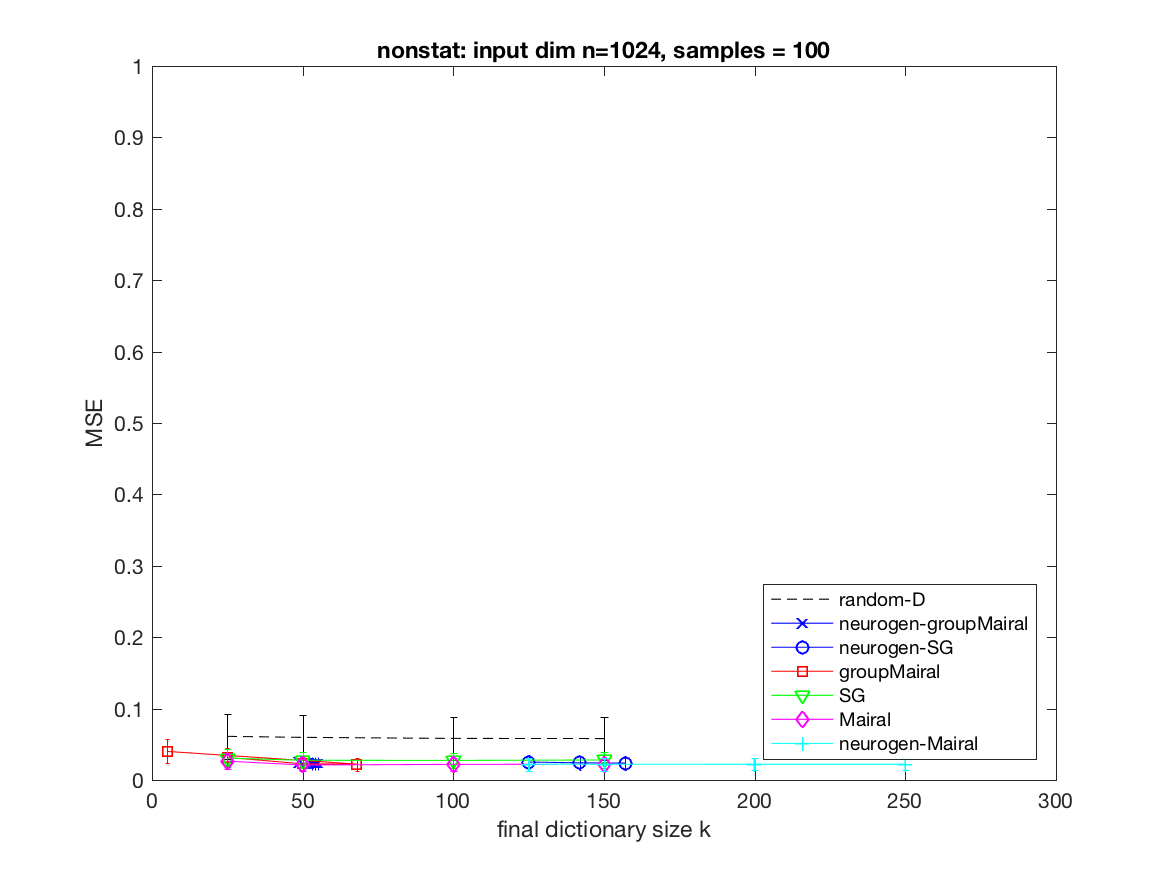 nonstat: input dim n=1024, samples = 100
1
0.9
0.8
0.7
0.6
0.5
0.4
0.3
0.2
0.1
0
MSE
random-D
neurogen-groupMairal
neurogen-SG
groupMairal
SG
Mairal
neurogen-Mairal
0 50 100 150 200 250 300
final dictionary size k